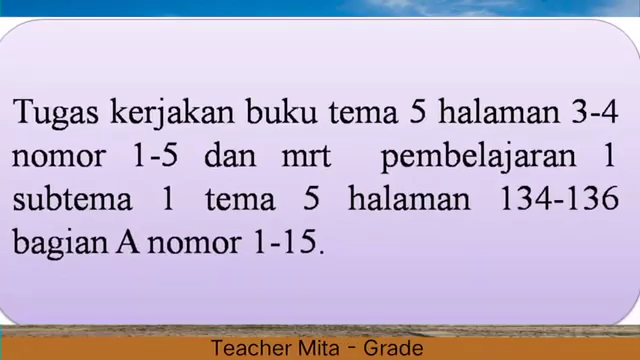 Tugas kerjakan buku tema 5 halaman 3-4
nomor 1-5 dan mrt pembelajaran 1
subtema 1 tema 5 halaman 134-136
bagian A nomor 1-15.
Teacher Mita - Grade